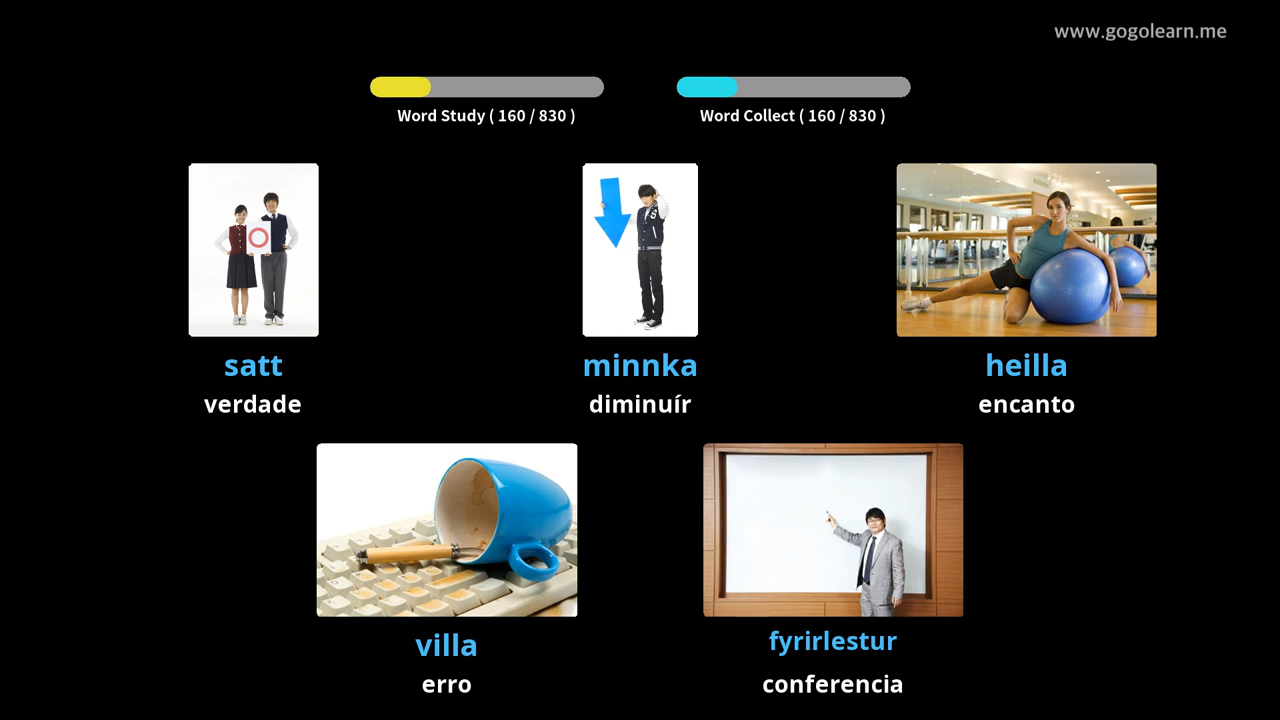 www.gogolearn.me
Word Study ( 160 / 830 )
Word Collect ( 160 / 830 )
satt
verdade
minnka
diminuír
heilla
encanto
villa
erro
fyrirlestur
conferencia